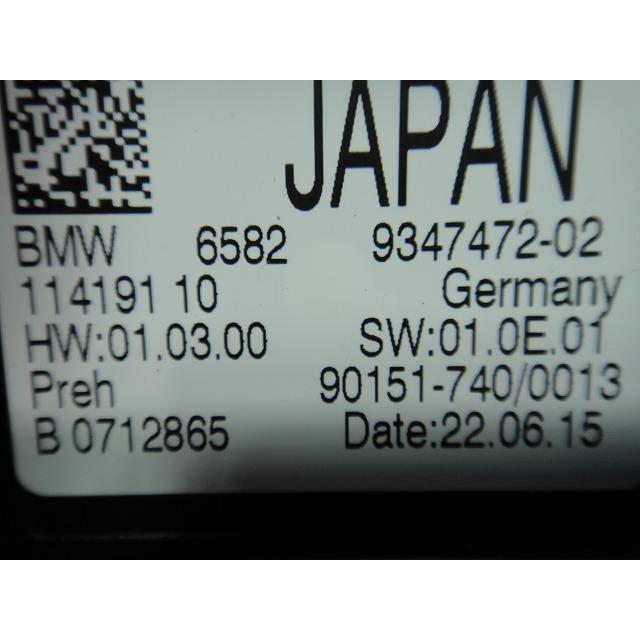 JAPAN
BMW 6582 9347472-02
114191 10 Germany
HW:01.03.00 SW:01.0E.01
Preh 90151-740/0013
B 0712865 Date:22.06.15